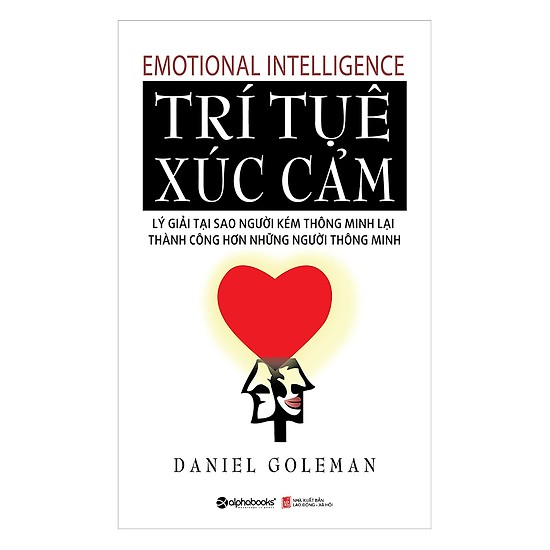 EMOTIONAL INTELLIGENCE
TRÍ TUỆ
XÚC CẢM
LÝ GIẢI TẠI SAO NGƯỜI KÉM THÔNG MINH LẠI
THÀNH CÔNG HƠN NHỮNG NGƯỜI THÔNG MINH
DANIEL GOLEMAN
alphabooks
NHÀ XUẤT BẢN
LAO ĐỘNG - XÃ HỘI